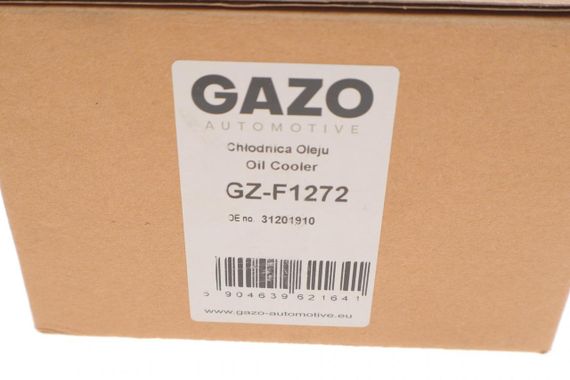 GAZO
AUTOMOTIVE
Chłodnica Oleju
Oil Cooler
GZ-F1272
OE no. 31201910
5 904639 621641
www.gazo-automotive.eu